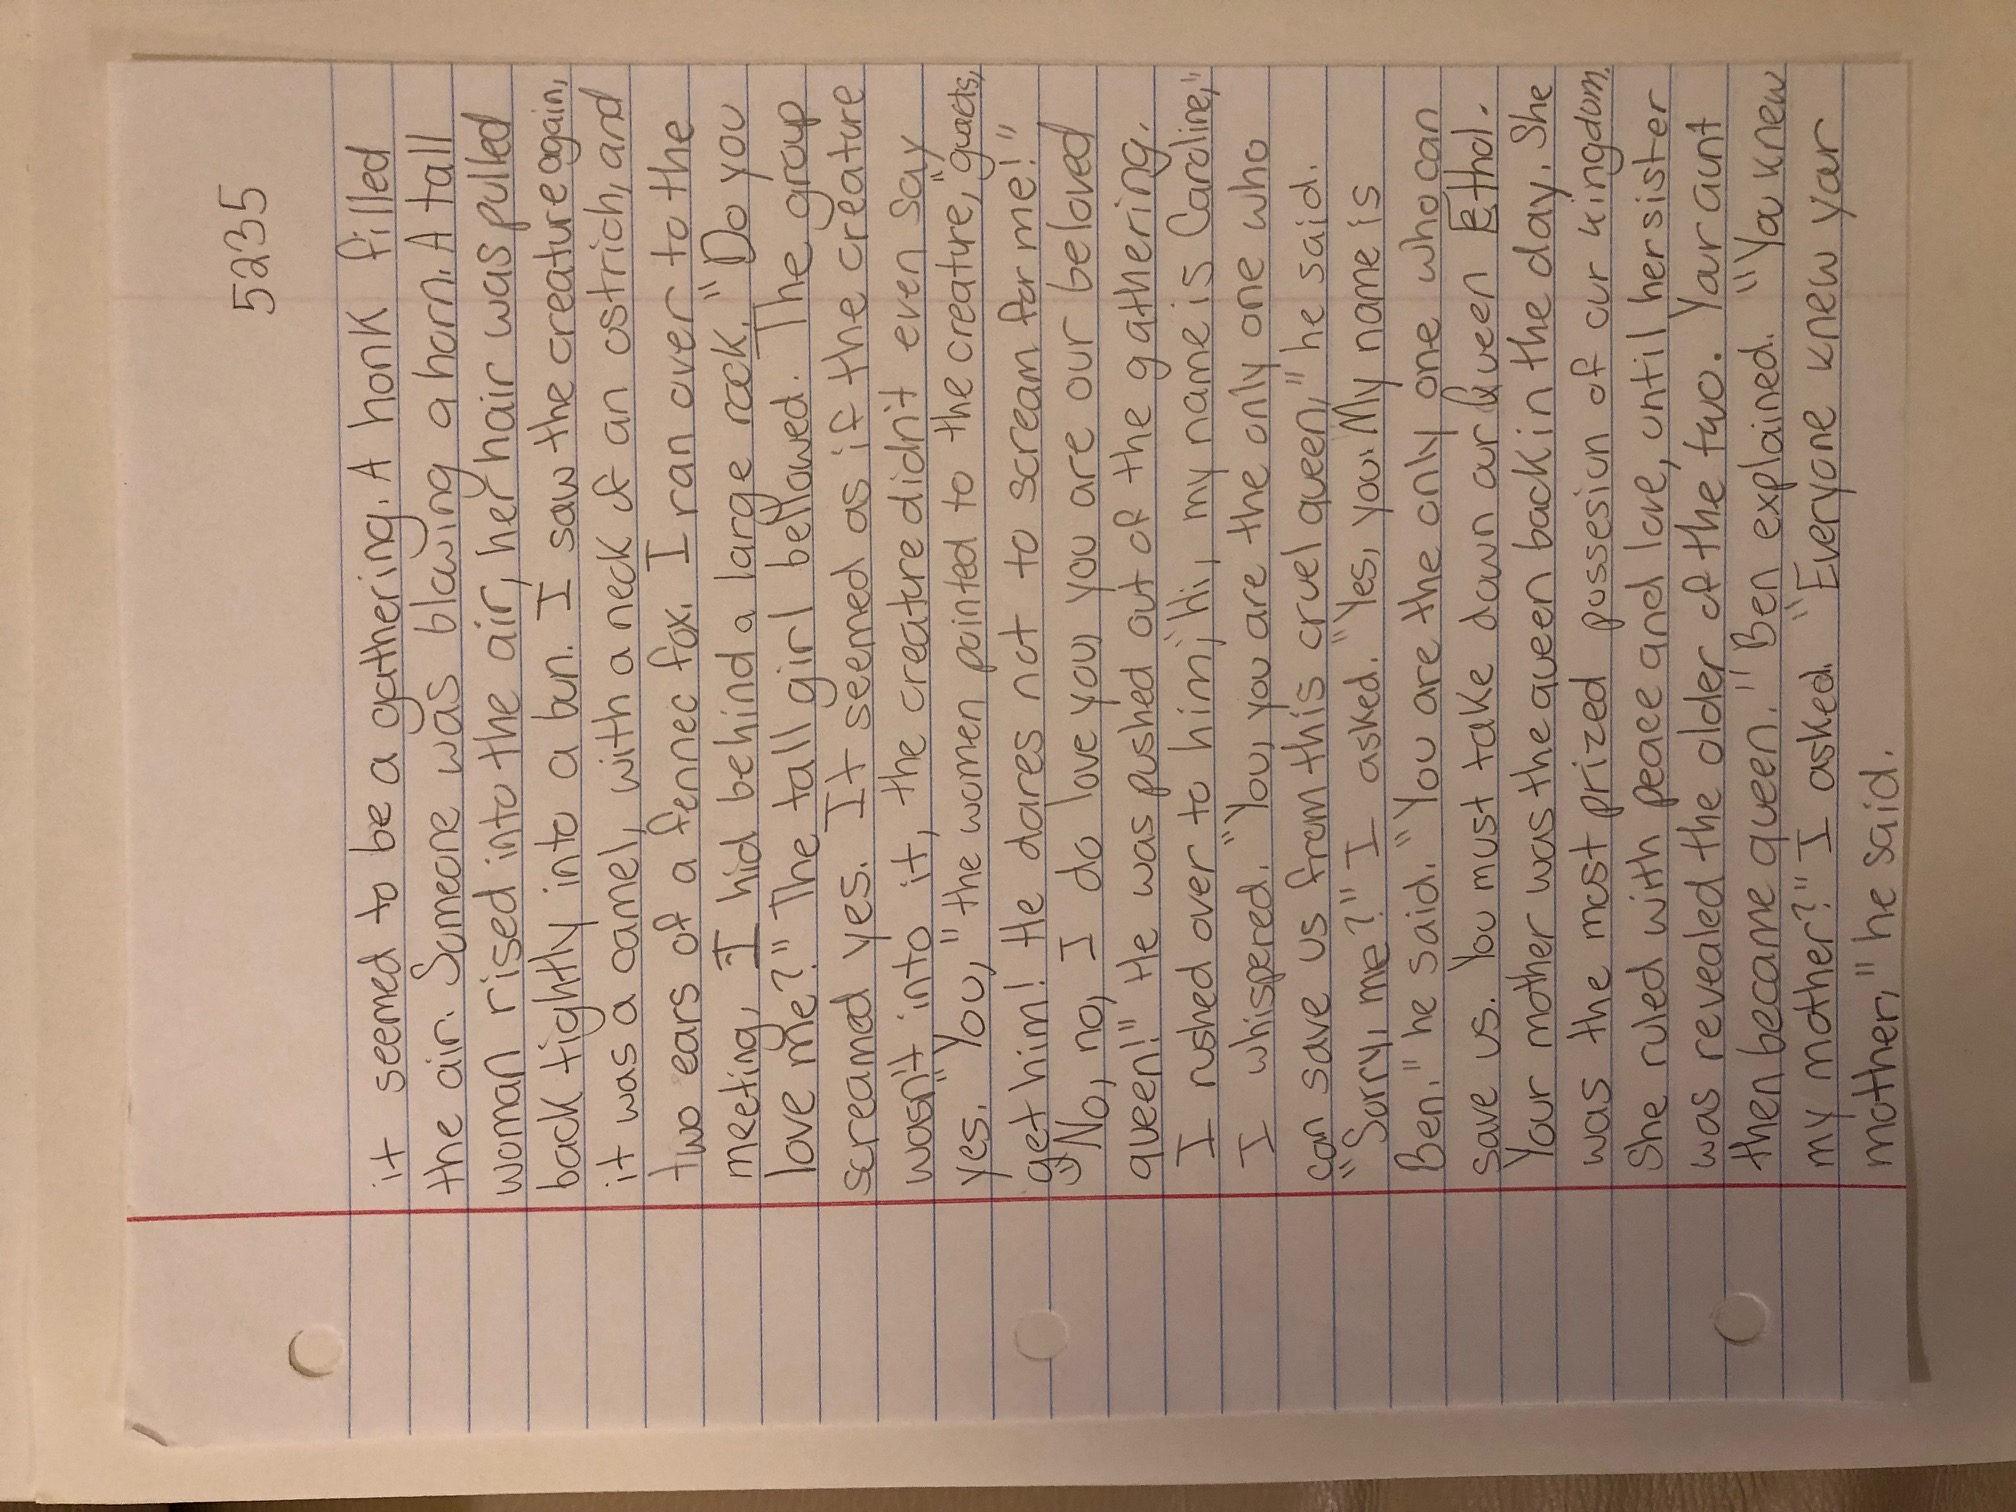 5235
it seemed to be a gathering. A honk filled
the air. Someone was blowing a horn. A tall
woman rised into the air, her hair was pulled
back tightly into a bun. I saw the creature again,
it was a camel, with a neck of an ostrich, and
two ears of a fennec fox. I ran over to the
meeting, I hid behind a large rock. "Do you
love me?" The tall girl bellowed. The group
screamed yes. It seemed as if the creature
wasn't into it, the creature didn't even say
yes. "You," the women pointed to the creature, "guards,
get him! He dares not to scream for me!"
"No, no, I do love you, you are our beloved
queen!" He was pushed out of the gathering.
I rushed over to him, "Hi, my name is Caroline,"
I whispered. "You, you are the only one who
can save us from this cruel queen," he said.
"Sorry, me?" I asked. "Yes, you. My name is
Ben." he said. "You are the only one who can
save us. You must take down our Queen Ethol.
Your mother was the queen back in the day. She
was the most prized possesion of our kingdom.
She ruled with peace and love, until her sister
was revealed the older of the two. Your aunt
then became queen." Ben explained. "You knew
my mother?" I asked. "Everyone knew your
mother," he said.